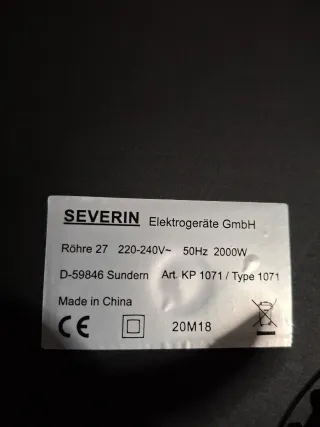 SEVERIN Elektrogeräte GmbH
Röhre 27 220-240V~ 50Hz 2000W
D-59846 Sundern Art. KP 1071 / Type 1071
Made in China
CE 20M18